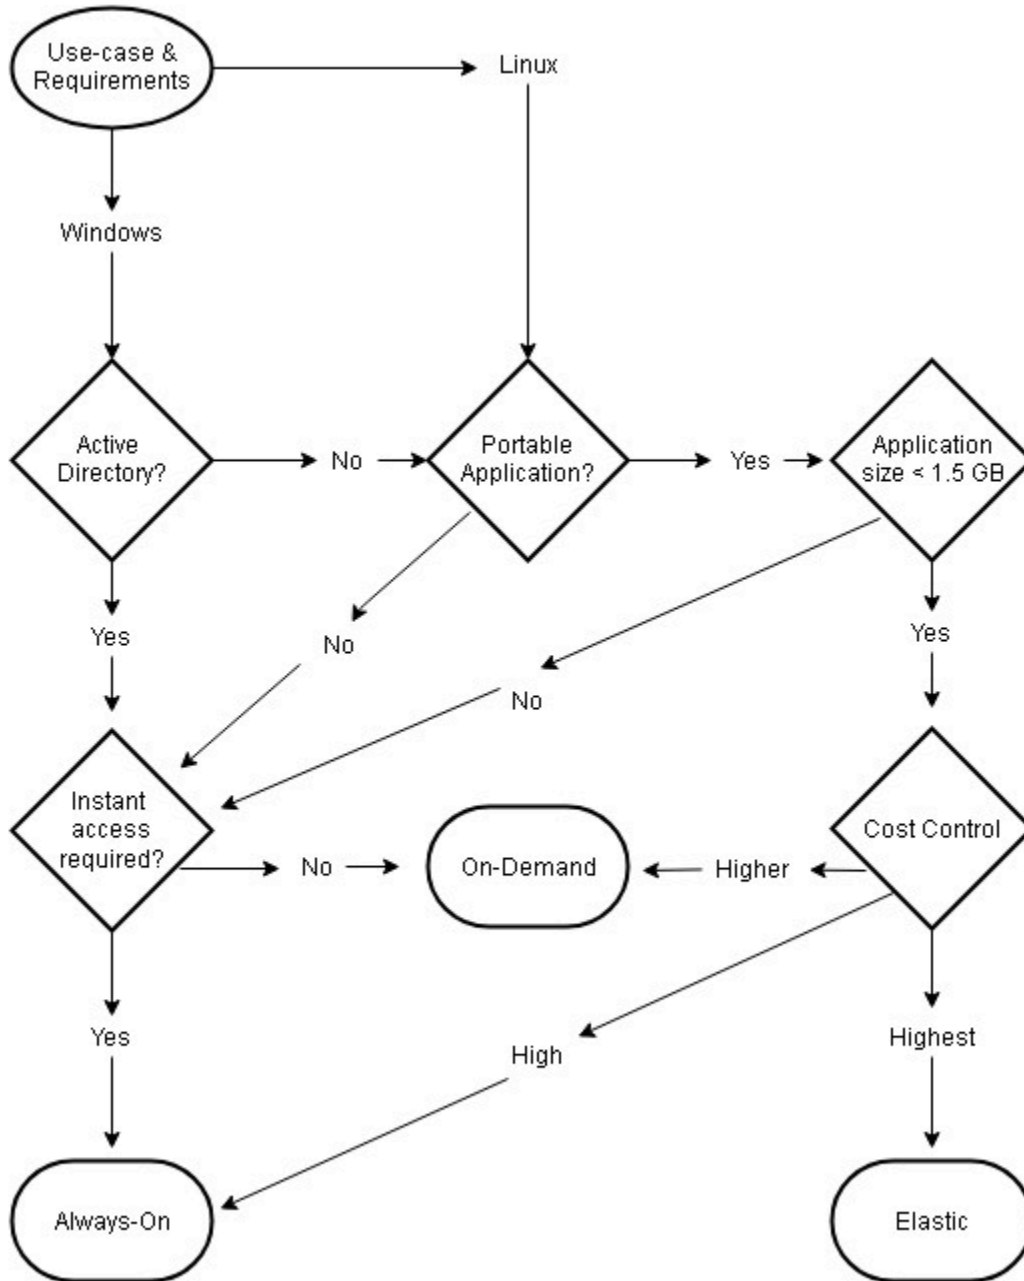 Use-case &
Requirements
Linux
Windows
Active
Directory?
No
Portable
Application?
Yes
Application
size < 1.5 GB
Yes
No
No
Yes
Instant
access
required?
No
On-Demand
Higher
Cost Control
Yes
High
Highest
Always-On
Elastic